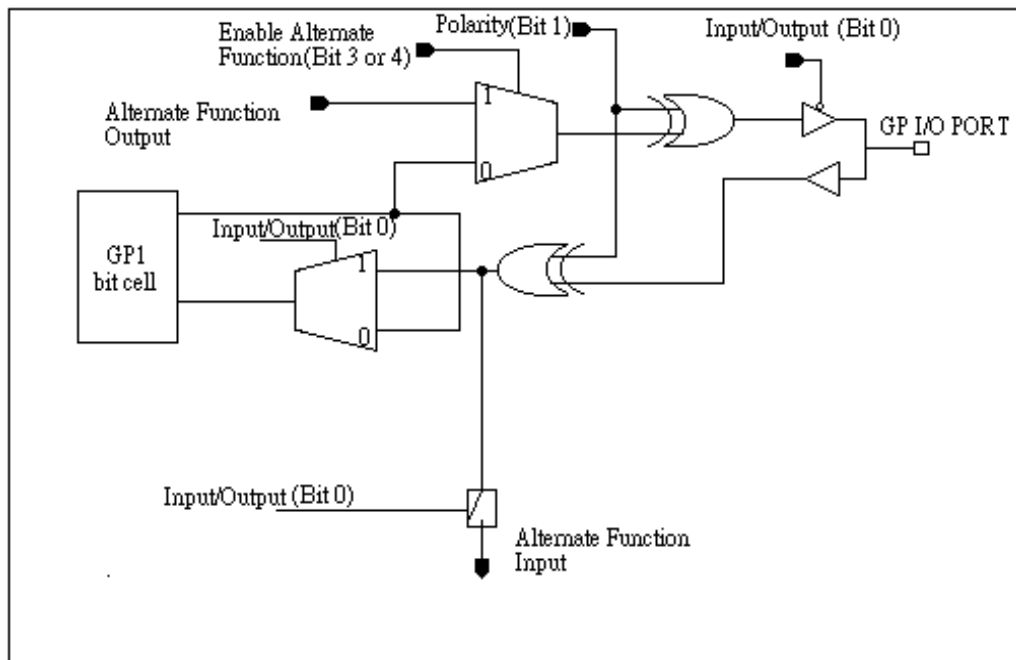 Enable Alternate
Function(Bit 3 or 4)
Polarity(Bit 1)
Input/Output (Bit 0)
Alternate Function
Output
1
0
GP I/O PORT
Input/Output(Bit 0)
GP1
bit cell
1
0
Input/Output (Bit 0)
Alternate Function
Input